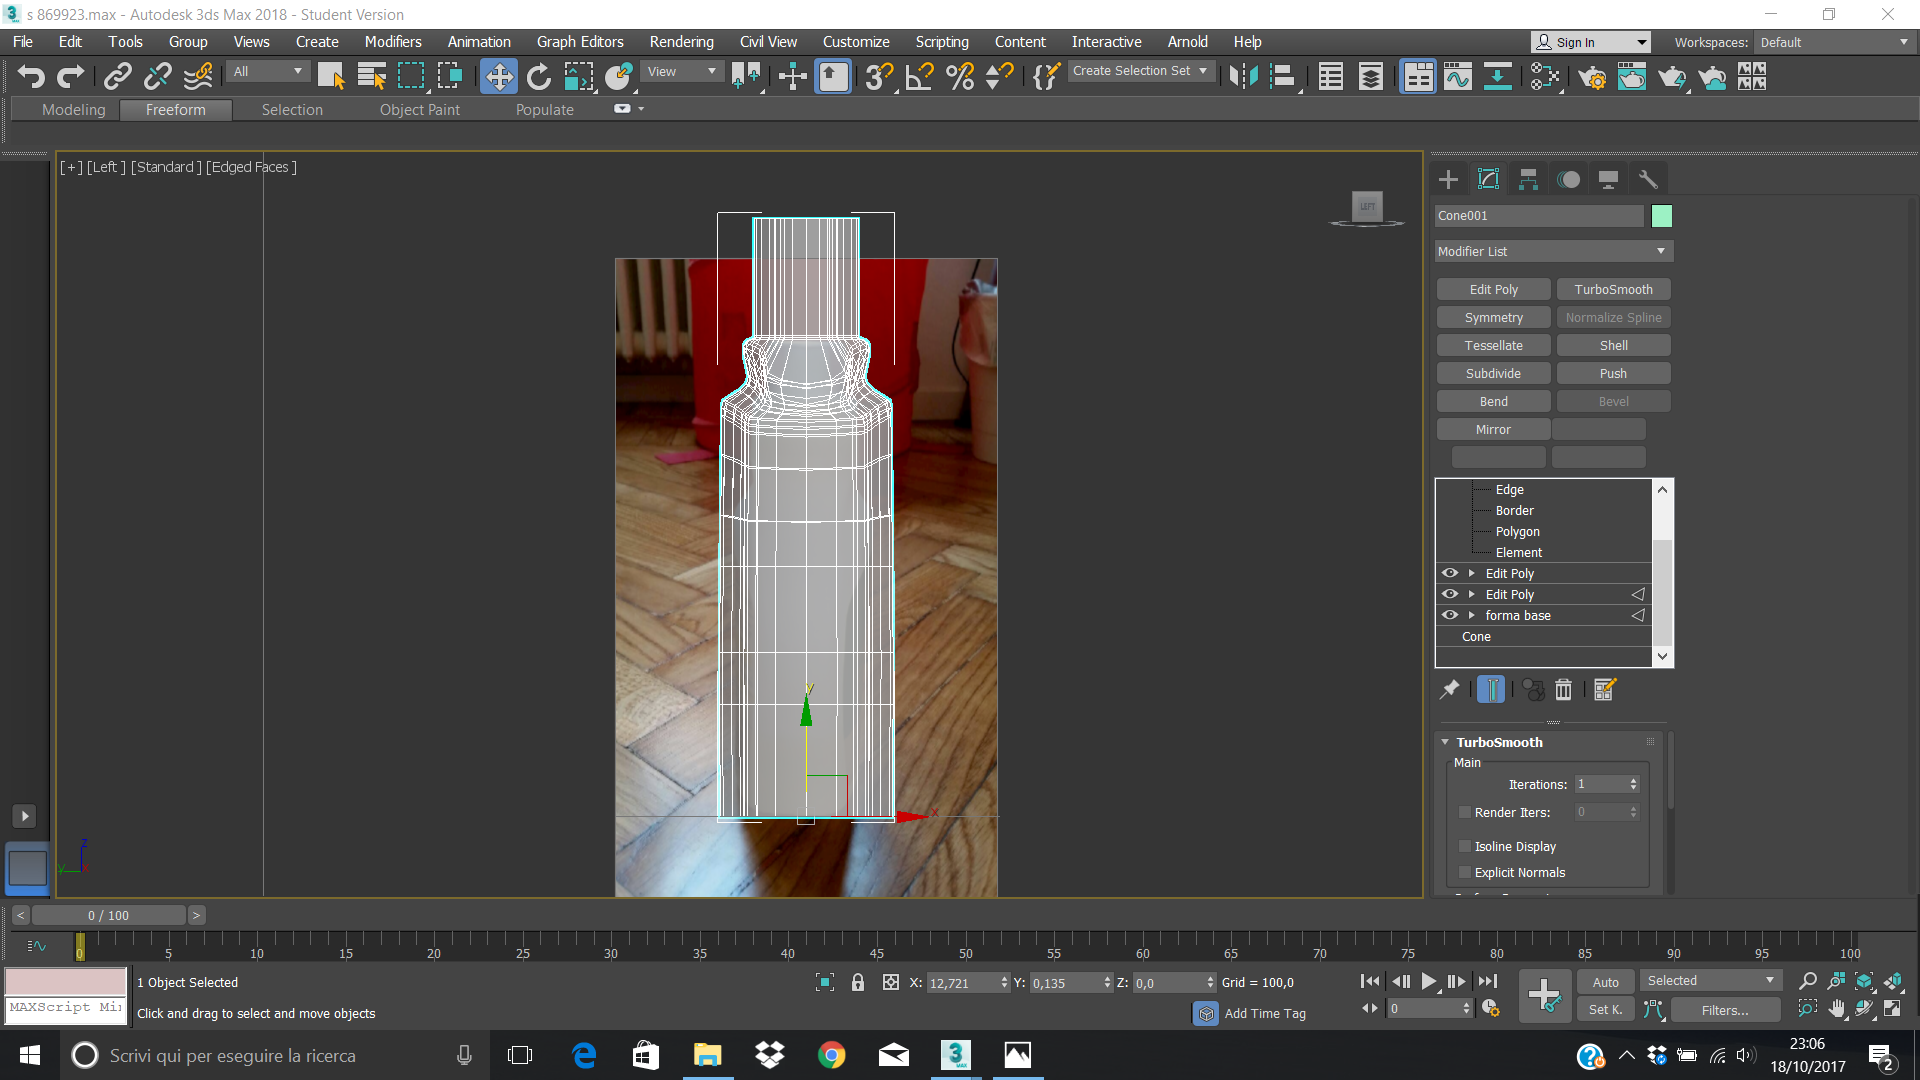 s 869923.max - Autodesk 3ds Max 2018 - Student Version
File Edit Tools Group Views Create Modifiers Animation Graph Editors Rendering Civil View Customize Scripting Content Interactive Arnold Help Sign In Workspaces: Default
All View Create Selection Set
Modeling Freeform Selection Object Paint Populate
[ + ] [Left ] [Standard ] [Edged Faces ]
LEFT
Cone001
Modifier List
Edit Poly TurboSmooth
Symmetry Normalize Spline
Tessellate Shell
Subdivide Push
Bend Bevel
Mirror
Edge
Border
Polygon
Element
Edit Poly
Edit Poly
forma base
Cone
TurboSmooth
Main
Iterations: 1
Render Iters: 0
Isoline Display
Explicit Normals
y
x
z
y x
< 0 / 100 >
0 5 10 15 20 25 30 35 40 45 50 55 60 65 70 75 80 85 90 95 100
1 Object Selected X: 12,721 Y: 0,135 Z: 0,0 Grid = 100,0 Auto Selected
MAXScript Mi
Click and drag to select and move objects Add Time Tag 0 Set K. Filters...
Scrivi qui per eseguire la ricerca
3 MAX
23:06
18/10/2017
2